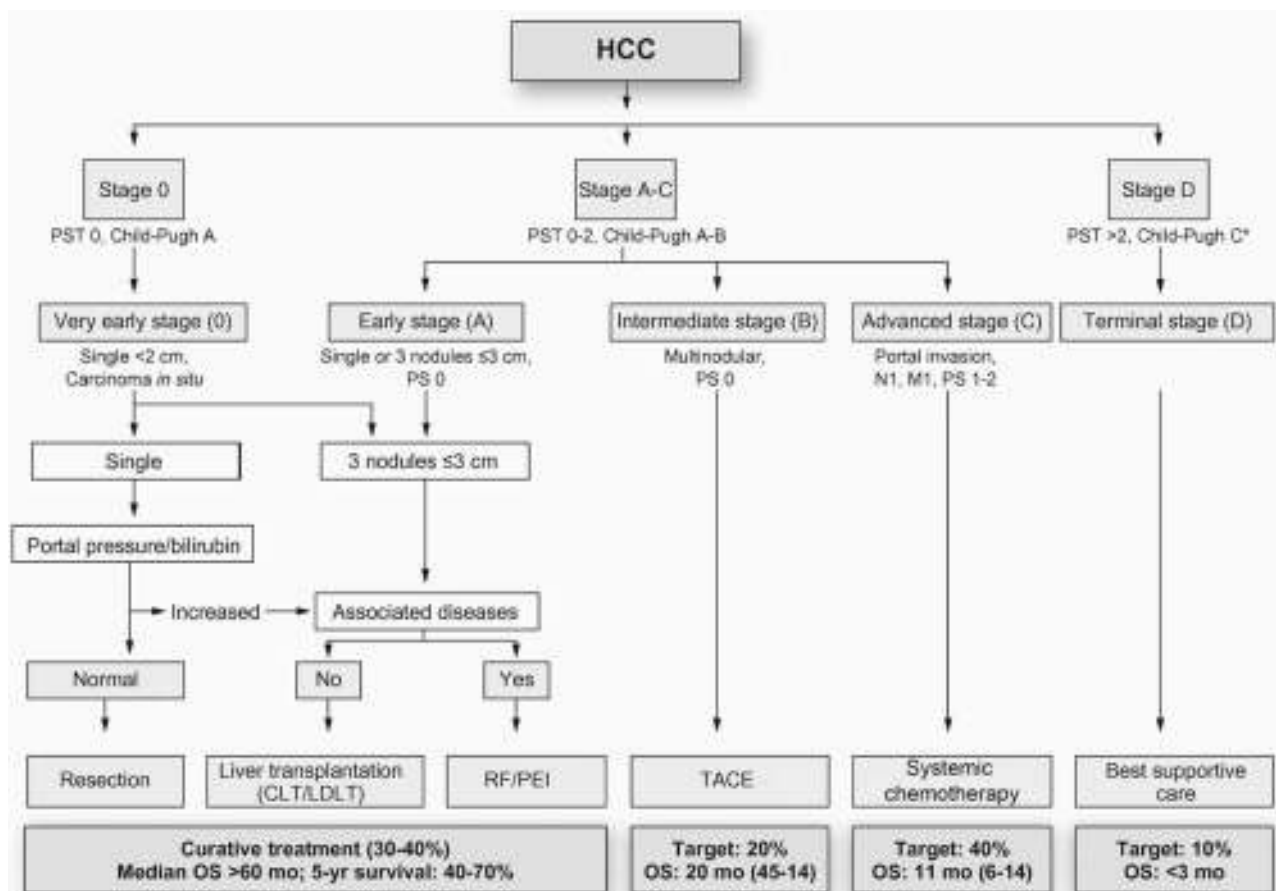 HCC
Stage 0
PST 0, Child-Pugh A
Stage A-C
PST 0-2, Child-Pugh A-B
Stage D
PST >2, Child-Pugh C*
Very early stage (0)
Single <2 cm,
Carcinoma in situ
Early stage (A)
Single or 3 nodules ≤3 cm,
PS 0
Intermediate stage (B)
Multinodular,
PS 0
Advanced stage (C)
Portal invasion,
N1, M1, PS 1-2
Terminal stage (D)
Single
3 nodules ≤3 cm
Portal pressure/bilirubin
Increased
Associated diseases
Normal
No
Yes
Resection
Liver transplantation
(CLT/LDLT)
RF/PEI
TACE
Systemic
chemotherapy
Best supportive
care
Curative treatment (30-40%)
Median OS >60 mo; 5-yr survival: 40-70%
Target: 20%
OS: 20 mo (45-14)
Target: 40%
OS: 11 mo (6-14)
Target: 10%
OS: <3 mo